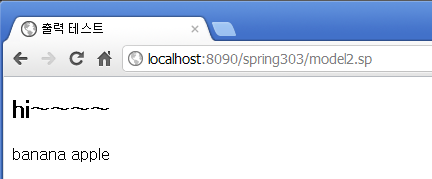 출력 테스트
localhost:8090/spring303/model2.sp
hi~~~~
banana apple